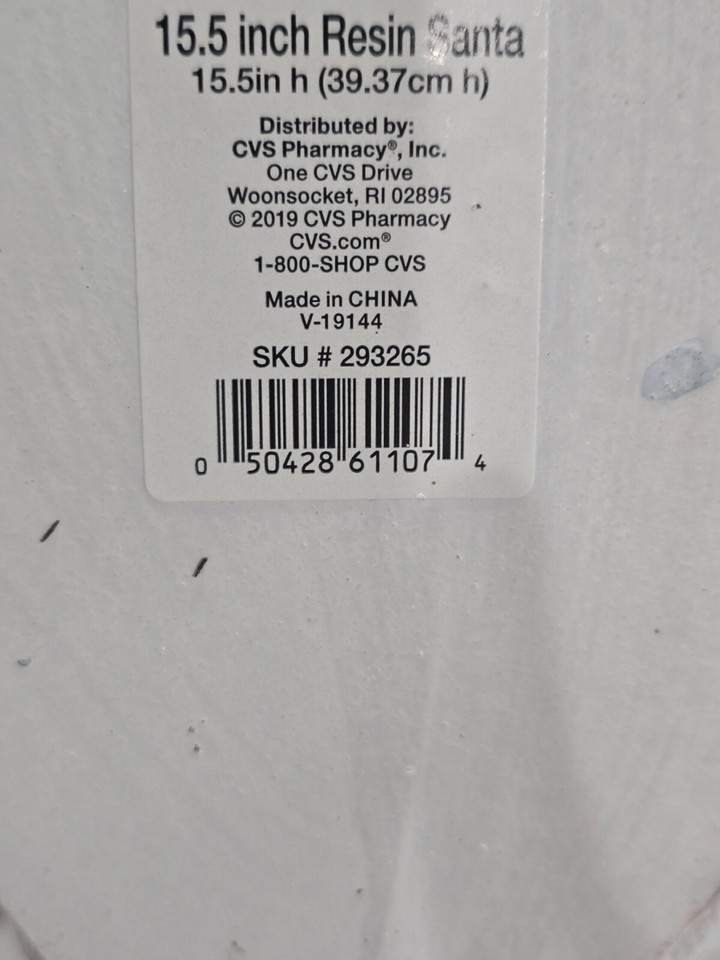 15.5 inch Resin Santa
15.5in h (39.37cm h)
Distributed by:
CVS Pharmacy®, Inc.
One CVS Drive
Woonsocket, RI 02895
© 2019 CVS Pharmacy
CVS.com®
1-800-SHOP CVS
Made in CHINA
V-19144
SKU # 293265
0 50428 61107 4